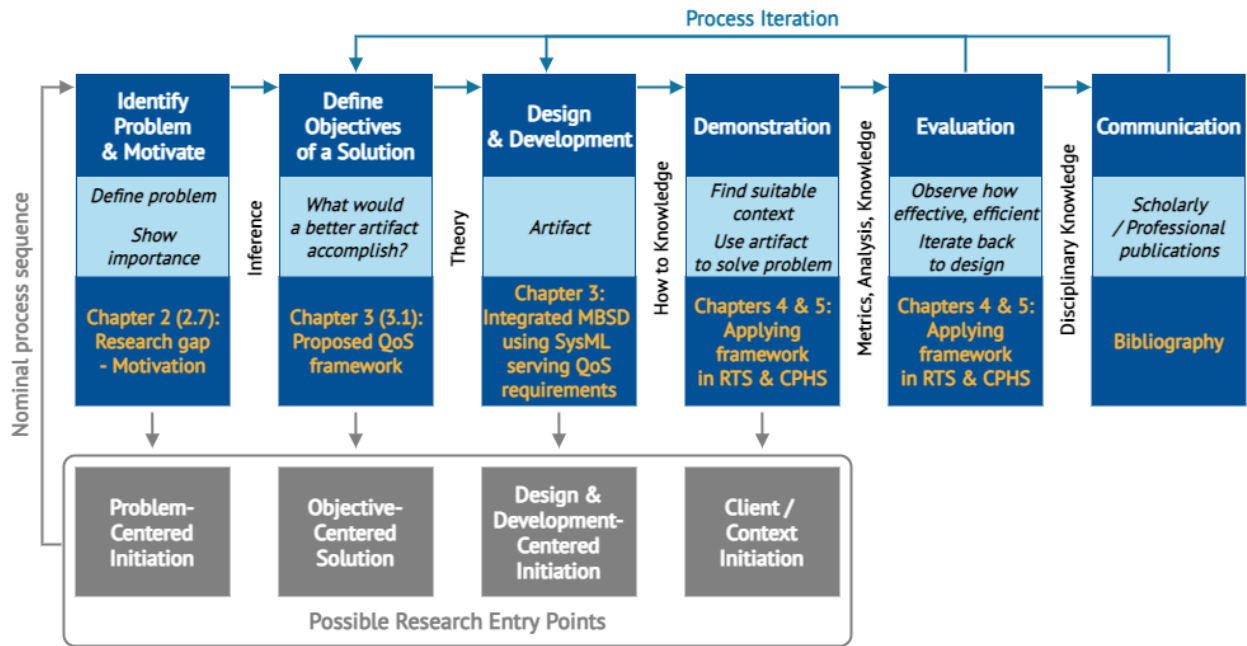 Process Iteration
Nominal process sequence
Identify
Problem
& Motivate
Define problem
Show
importance
Chapter 2 (2.7):
Research gap
- Motivation
Inference
Define
Objectives
of a Solution
What would
a better artifact
accomplish?
Chapter 3 (3.1):
Proposed QoS
framework
Theory
Design
& Development
Artifact
Chapter 3:
Integrated MBSD
using SysML
serving QoS
requirements
How to Knowledge
Demonstration
Find suitable
context
Use artifact
to solve problem
Chapters 4 & 5:
Applying
framework
in RTS & CPHS
Metrics, Analysis, Knowledge
Evaluation
Observe how
effective, efficient
Iterate back
to design
Chapters 4 & 5:
Applying
framework
in RTS & CPHS
Disciplinary Knowledge
Communication
Scholarly
/ Professional
publications
Bibliography
Problem-
Centered
Initiation
Objective-
Centered
Solution
Design &
Development-
Centered
Initiation
Client /
Context
Initiation
Possible Research Entry Points